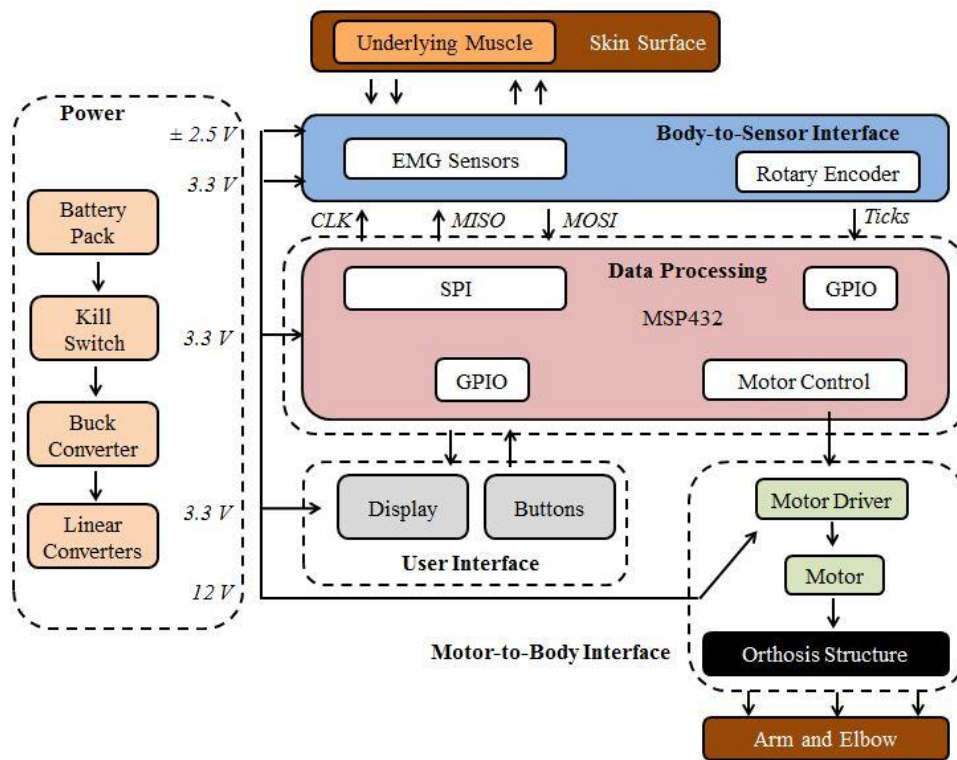 Underlying Muscle
Skin Surface
Power
± 2.5 V
Body-to-Sensor Interface
EMG Sensors
Rotary Encoder
3.3 V
Battery
Pack
CLK
MISO
MOSI
Ticks
Data Processing
SPI
GPIO
MSP432
Kill
Switch
3.3 V
GPIO
Motor Control
Buck
Converter
Linear
Converters
3.3 V
Display
Buttons
User Interface
Motor Driver
12 V
Motor
Motor-to-Body Interface
Orthosis Structure
Arm and Elbow